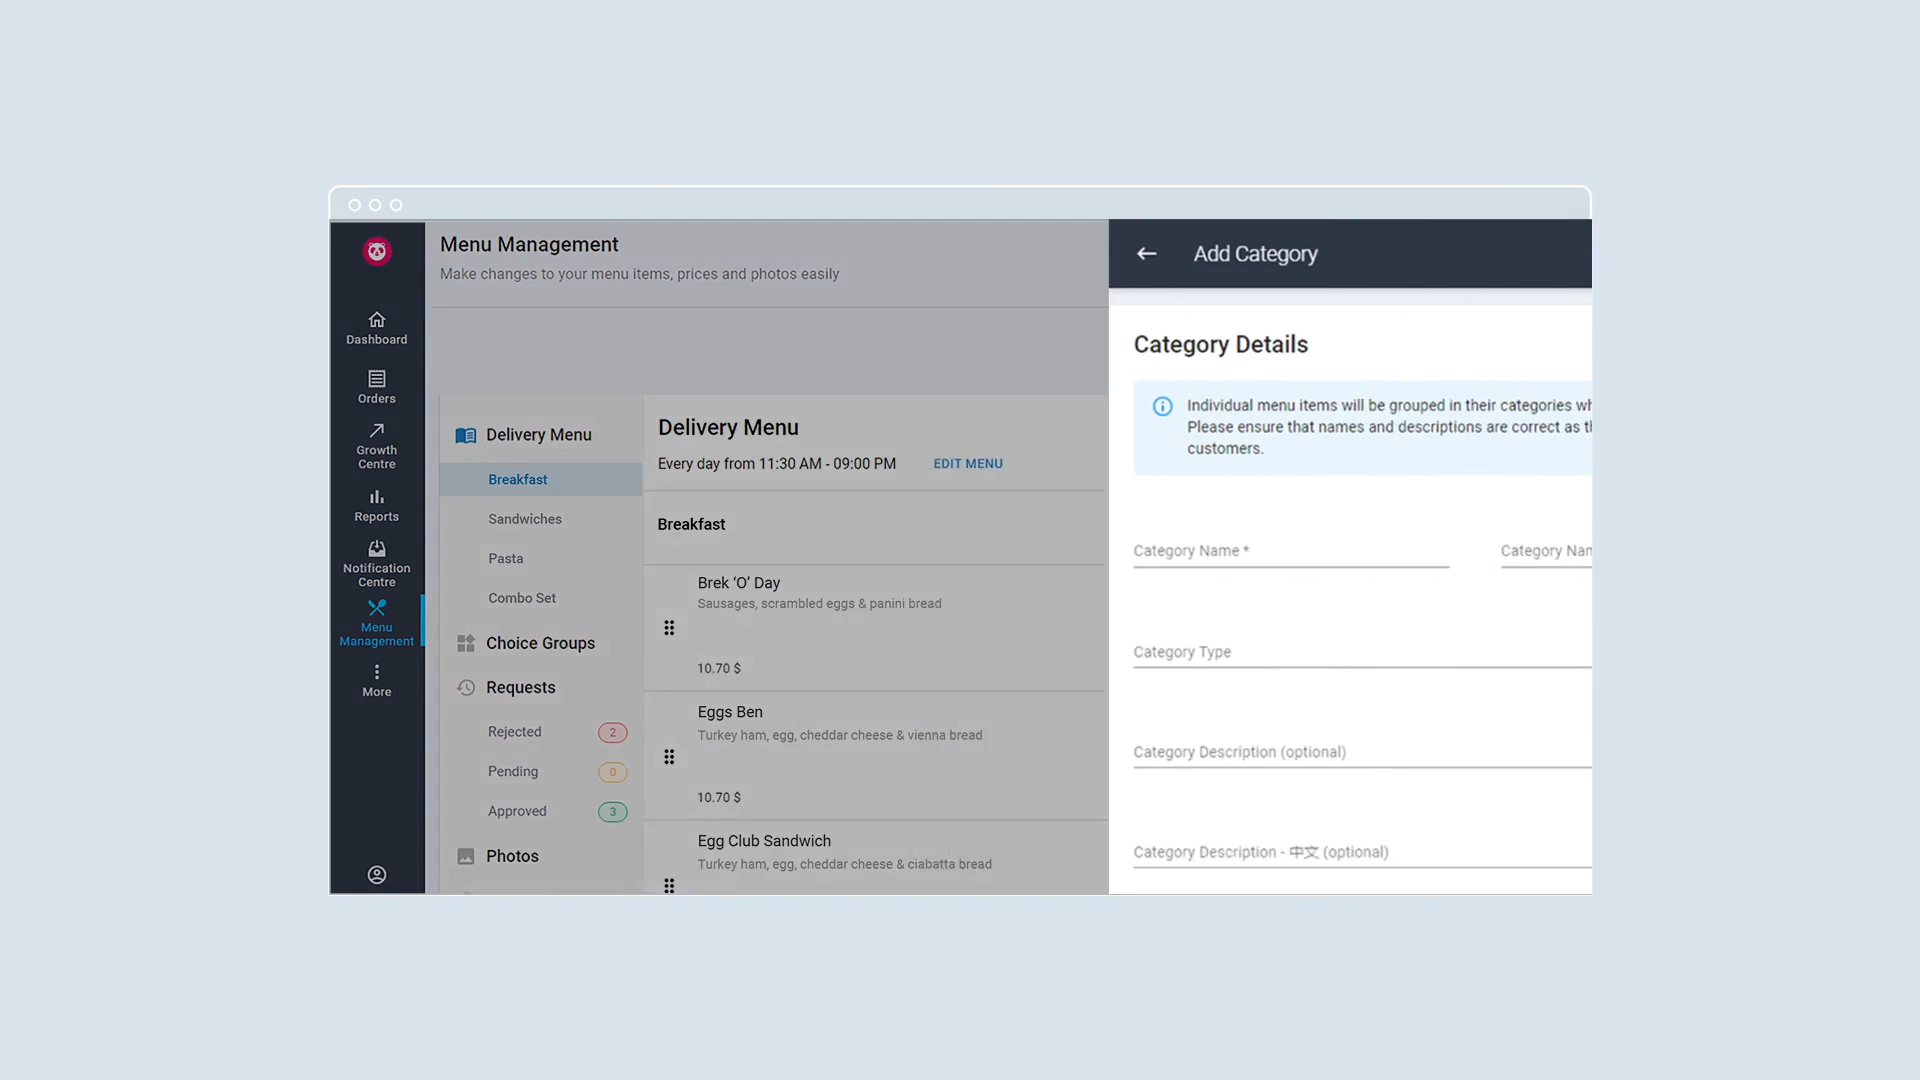 Dashboard
Orders
Growth
Centre
Reports
Notification
Centre
Menu
Management
More
Menu Management
Make changes to your menu items, prices and photos easily
Delivery Menu
Breakfast
Sandwiches
Pasta
Combo Set
Choice Groups
Requests
Rejected 2
Pending 0
Approved 3
Photos
Delivery Menu
Every day from 11:30 AM - 09:00 PM EDIT MENU
Breakfast
Brek ‘O’ Day
Sausages, scrambled eggs & panini bread
10.70 $
Eggs Ben
Turkey ham, egg, cheddar cheese & vienna bread
10.70 $
Egg Club Sandwich
Turkey ham, egg, cheddar cheese & ciabatta bread
Add Category
Category Details
Individual menu items will be grouped in their categories
Please ensure that names and descriptions are correct as
customers.
Category Name * Category
Category Type
Category Description (optional)
Category Description - 中文 (optional)